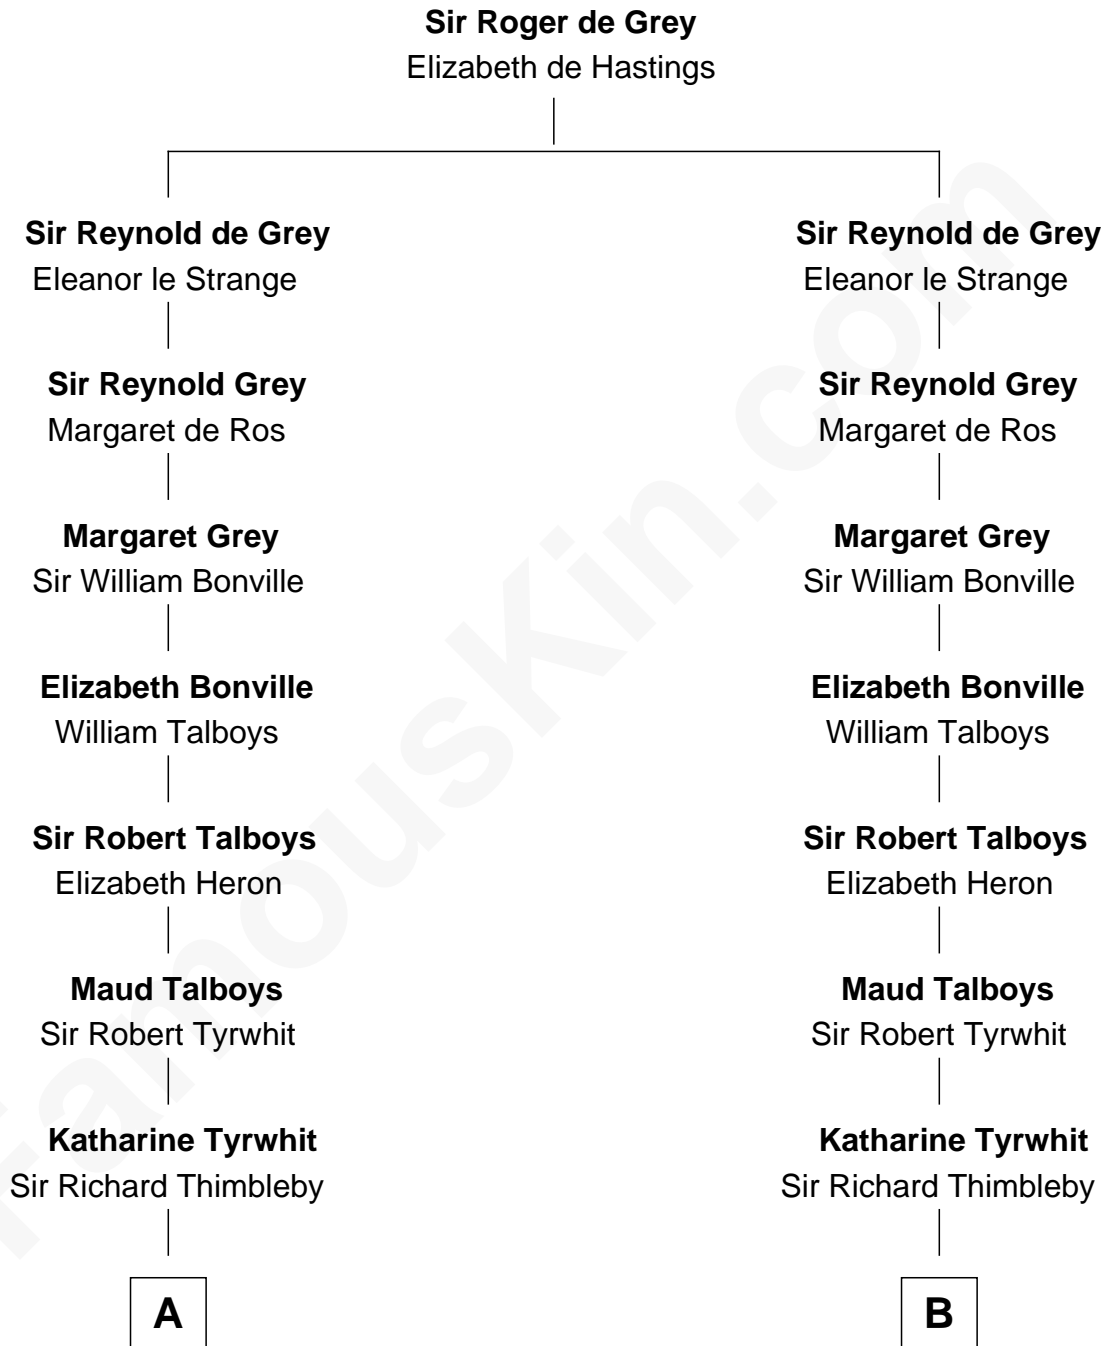 Sir Roger de Grey
Elizabeth de Hastings
Sir Reynold de Grey
Eleanor le Strange
Sir Reynold Grey
Margaret de Ros
Margaret Grey
Sir William Bonville
Elizabeth Bonville
William Talboys
Sir Robert Talboys
Elizabeth Heron
Maud Talboys
Sir Robert Tyrwhit
Katharine Tyrwhit
Sir Richard Thimbleby
A
Sir Reynold de Grey
Eleanor le Strange
Sir Reynold Grey
Margaret de Ros
Margaret Grey
Sir William Bonville
Elizabeth Bonville
William Talboys
Sir Robert Talboys
Elizabeth Heron
Maud Talboys
Sir Robert Tyrwhit
Katharine Tyrwhit
Sir Richard Thimbleby
B
FamousKin.com